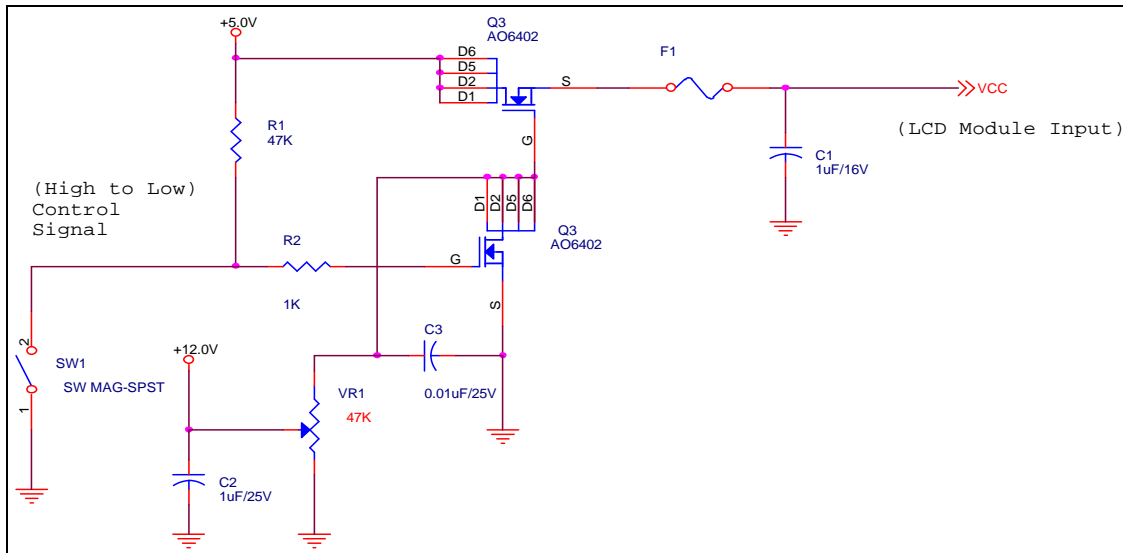 +5.0V
Q3
AO6402
D6
D5
D2
D1
S
G
F1
VCC
(LCD Module Input)
R1
47K
C1
1uF/16V
(High to Low)
Control
Signal
D1
D2
D5
D6
Q3
AO6402
R2
1K
G
S
2
SW1
SW MAG-SPST
1
+12.0V
C3
0.01uF/25V
VR1
47K
C2
1uF/25V